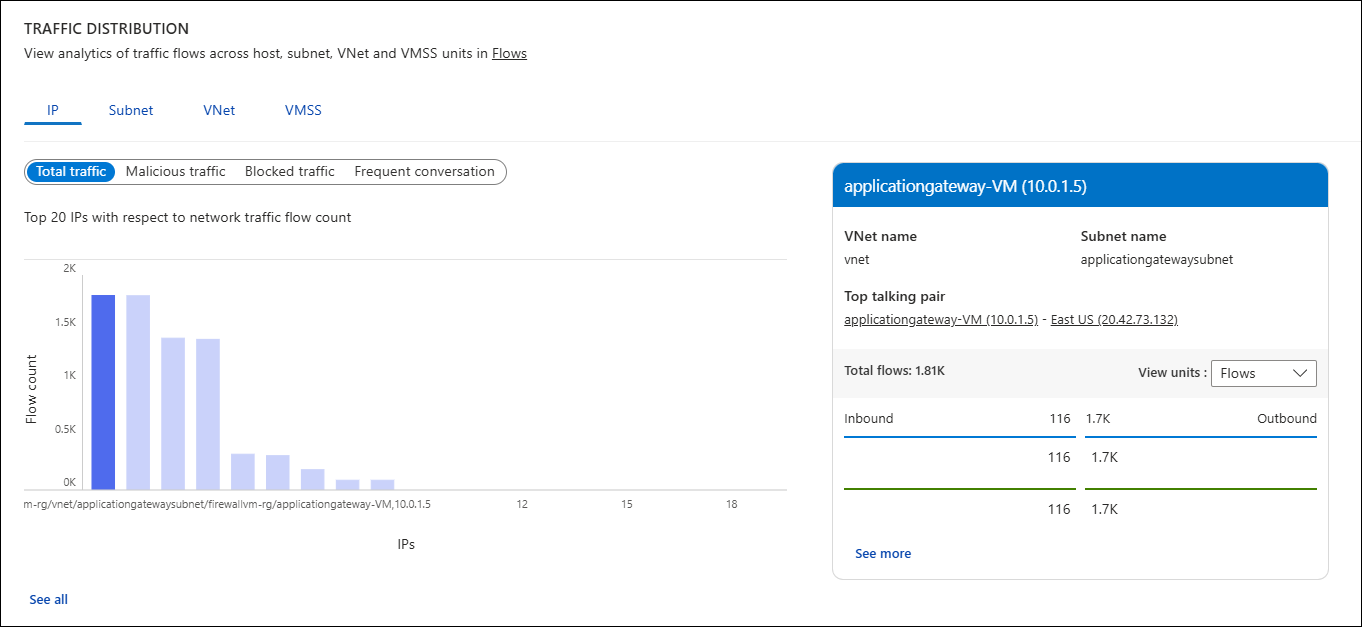 TRAFFIC DISTRIBUTION
View analytics of traffic flows across host, subnet, VNet and VMSS units in Flows
IP Subnet VNet VMSS
Total traffic Malicious traffic Blocked traffic Frequent conversation
Top 20 IPs with respect to network traffic flow count
2K
1.5K
1K
0.5K
0K
Flow count
m-rg/vnet/applicationgatewaysubnet/firewallvm-rg/applicationgateway-VM,10.0.1.5 12 15 18
IPs
See all
applicationgateway-VM (10.0.1.5)
VNet name Subnet name
vnet applicationgatewaysubnet
Top talking pair
applicationgateway-VM (10.0.1.5) - East US (20.42.73.132)
Total flows: 1.81K View units : Flows
Inbound 116 1.7K Outbound
116 1.7K
116 1.7K
See more